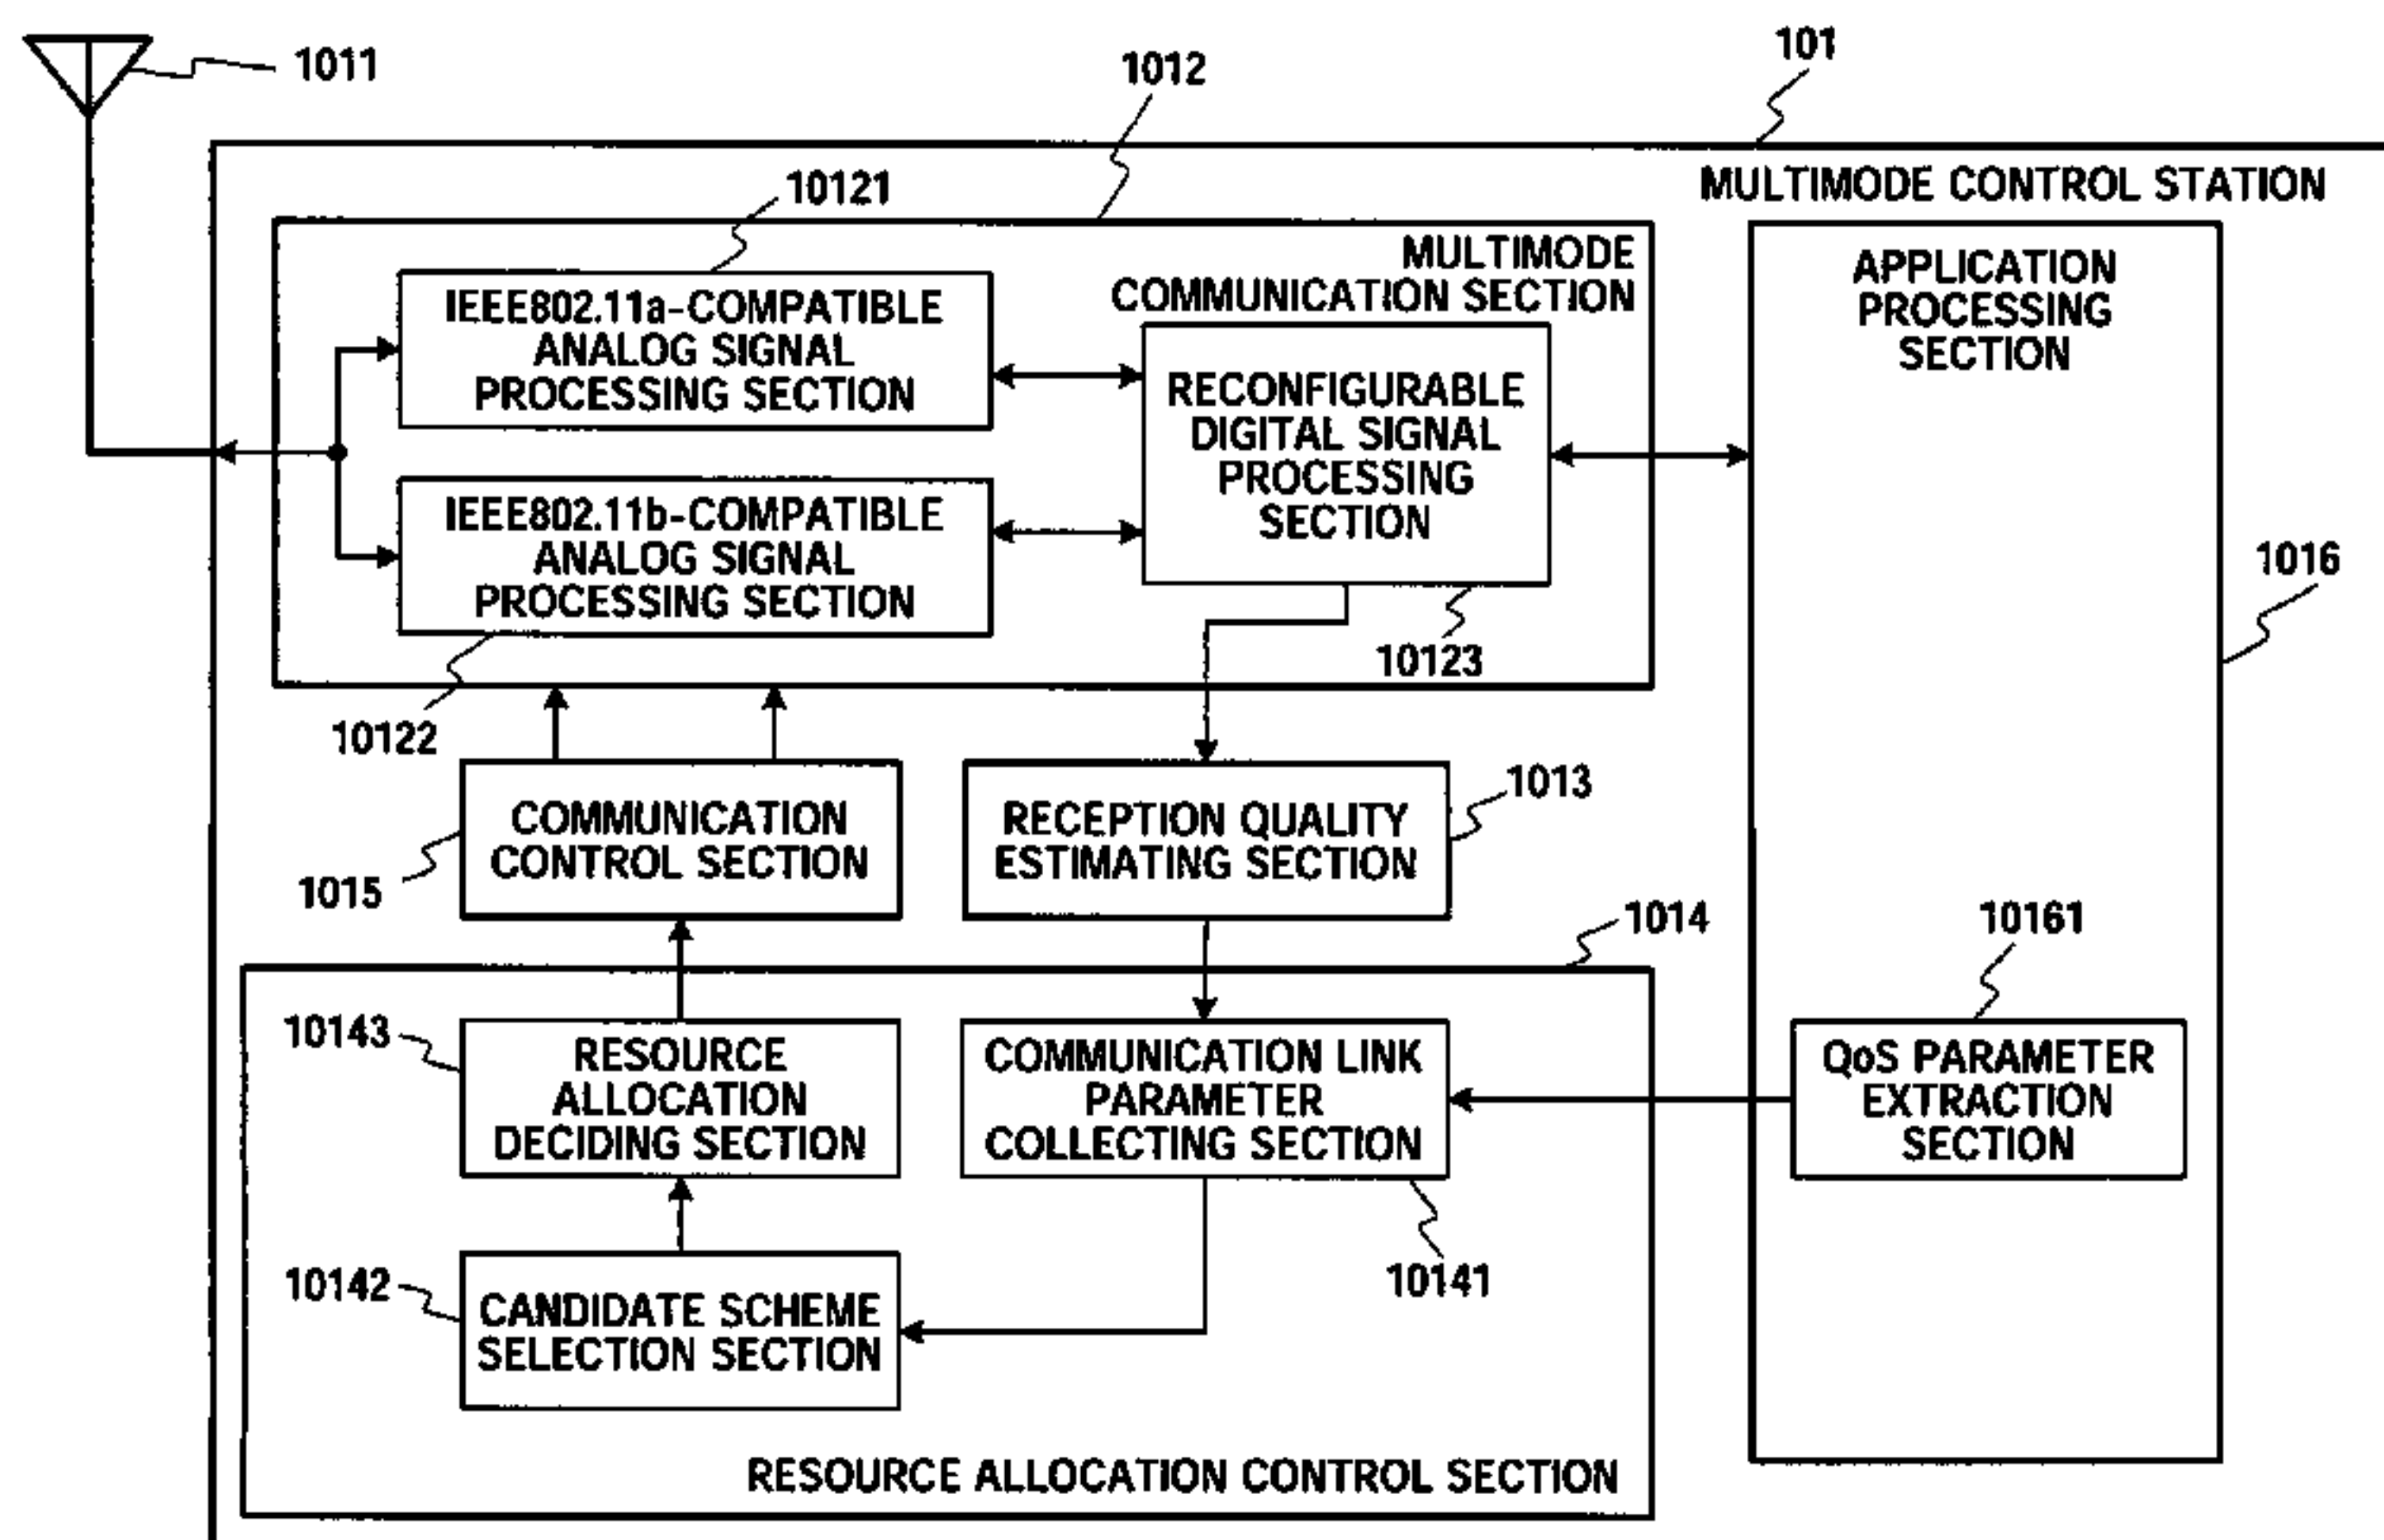 1011
1012
101
MULTIMODE CONTROL STATION
10121
MULTIMODE
COMMUNICATION SECTION
IEEE802.11a-COMPATIBLE
ANALOG SIGNAL
PROCESSING SECTION
APPLICATION
PROCESSING
SECTION
RECONFIGURABLE
DIGITAL SIGNAL
PROCESSING
SECTION
IEEE802.11b-COMPATIBLE
ANALOG SIGNAL
PROCESSING SECTION
1016
10123
10122
COMMUNICATION
CONTROL SECTION
1015
RECEPTION QUALITY
ESTIMATING SECTION
1013
1014
10161
10143
RESOURCE
ALLOCATION
DECIDING SECTION
COMMUNICATION LINK
PARAMETER
COLLECTING SECTION
QoS PARAMETER
EXTRACTION
SECTION
10141
10142
CANDIDATE SCHEME
SELECTION SECTION
RESOURCE ALLOCATION CONTROL SECTION